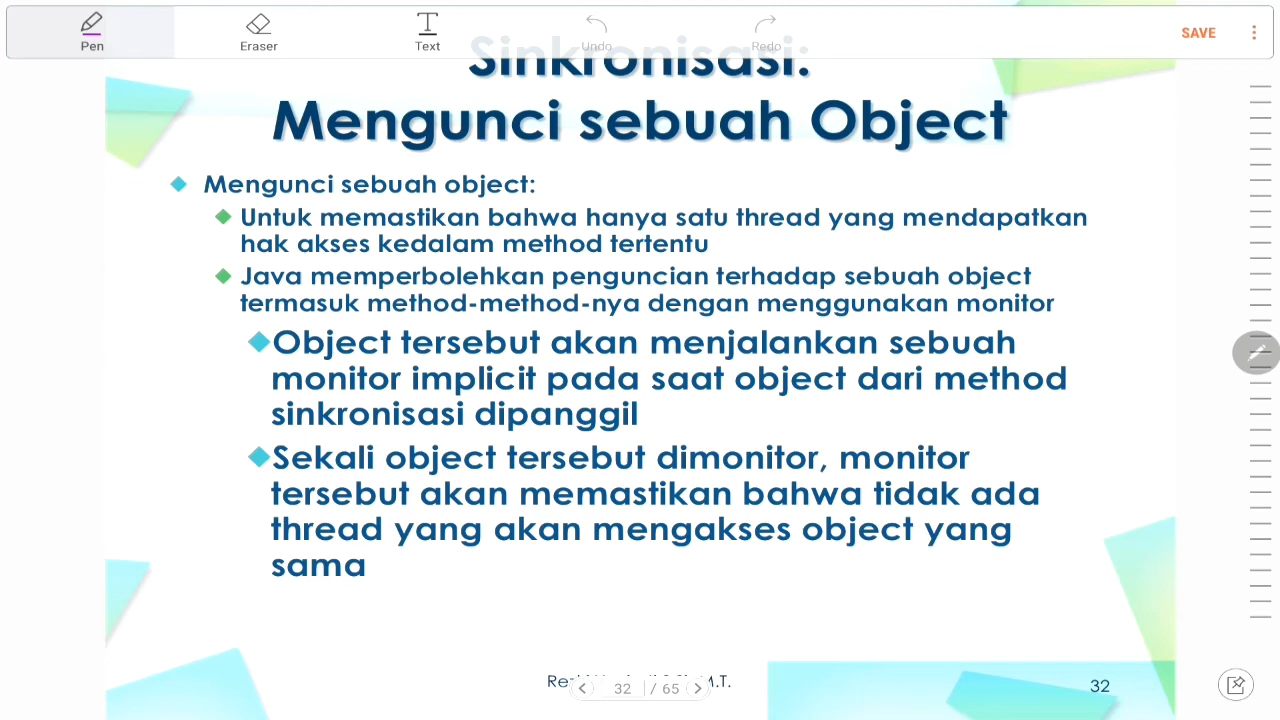 Pen
Eraser
Text
Undo
Redo
SAVE
Sinkronisasi:
Mengunci sebuah Object
Mengunci sebuah object:
Untuk memastikan bahwa hanya satu thread yang mendapatkan
hak akses kedalam method tertentu
Java memperbolehkan penguncian terhadap sebuah object
termasuk method-method-nya dengan menggunakan monitor
Object tersebut akan menjalankan sebuah
monitor implicit pada saat object dari method
sinkronisasi dipanggil
Sekali object tersebut dimonitor, monitor
tersebut akan memastikan bahwa tidak ada
thread yang akan mengakses object yang
sama
M.T.
32 / 65
32